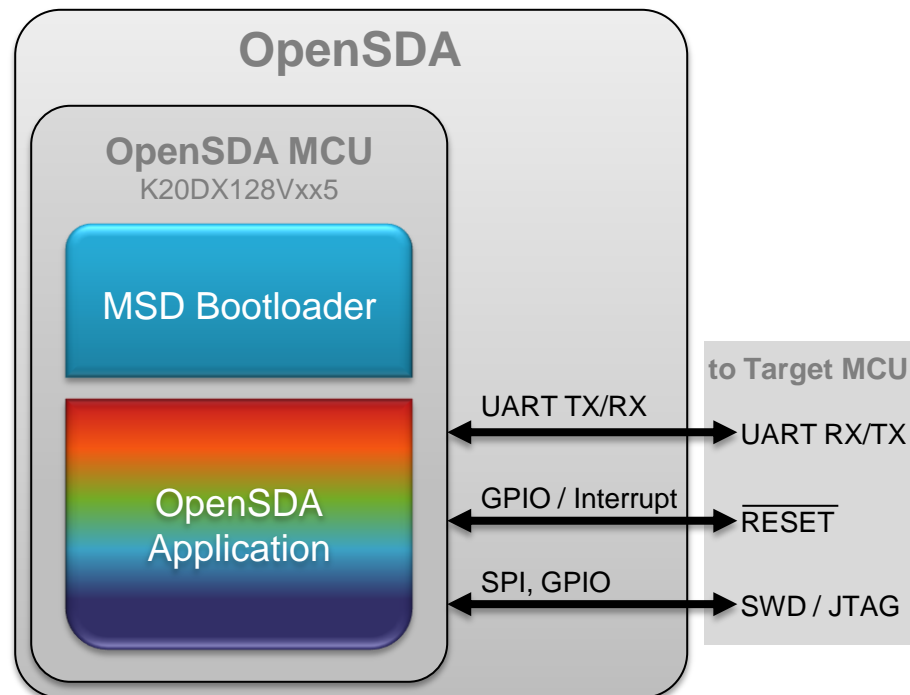 OpenSDA
OpenSDA MCU
K20DX128Vxx5
MSD Bootloader
OpenSDA
Application
to Target MCU
UART TX/RX
UART RX/TX
GPIO / Interrupt
RESET
SPI, GPIO
SWD / JTAG